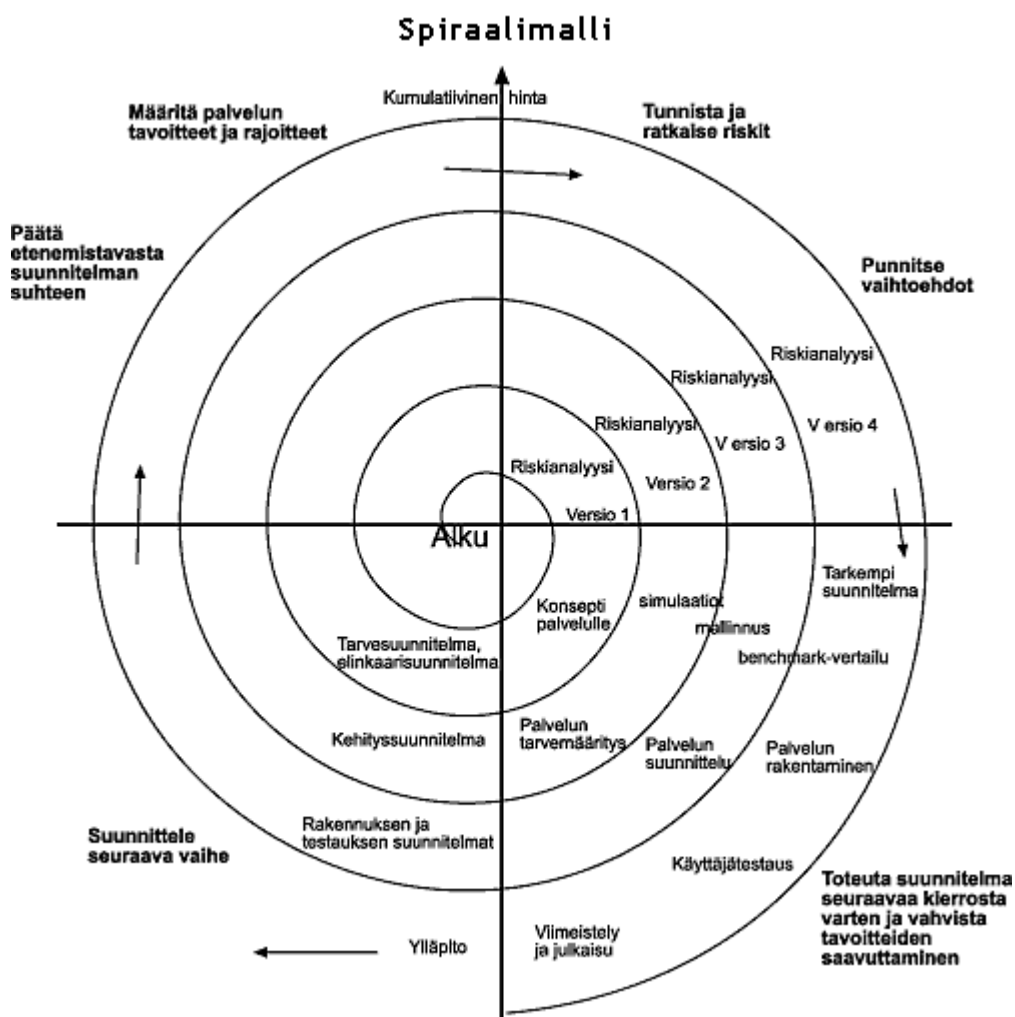 Spiraalimalli
Kumulatiivinen hinta
Määritä palvelun
tavoitteet ja rajoitteet
Tunnista ja
ratkaise riskit
Päätä
etenemistavasta
suunnitelman
suhteen
Punnitse
vaihtoehdot
Riskianalyysi
Riskianalyysi
Riskianalyysi
Riskianalyysi
V ersio 4
V ersio 3
Versio 2
Versio 1
Alku
Tarkempi
suunnitelma
Konsepti
palvelulle
simulaatiot
mallinnus
benchmark-vertailu
Tarvesuunnitelma,
elinkaarisuunnitelma
Kehityssuunnitelma
Palvelun
tarvemääritys
Palvelun
suunnittelu
Palvelun
rakentaminen
Suunnittele
seuraava vaihe
Rakennuksen ja
testauksen suunnitelmat
Käyttäjätestaus
Toteuta suunnitelma
seuraavaa kierrosta
varten ja vahvista
tavoitteiden
saavuttaminen
Ylläpito
Viimeistely
ja julkaisu